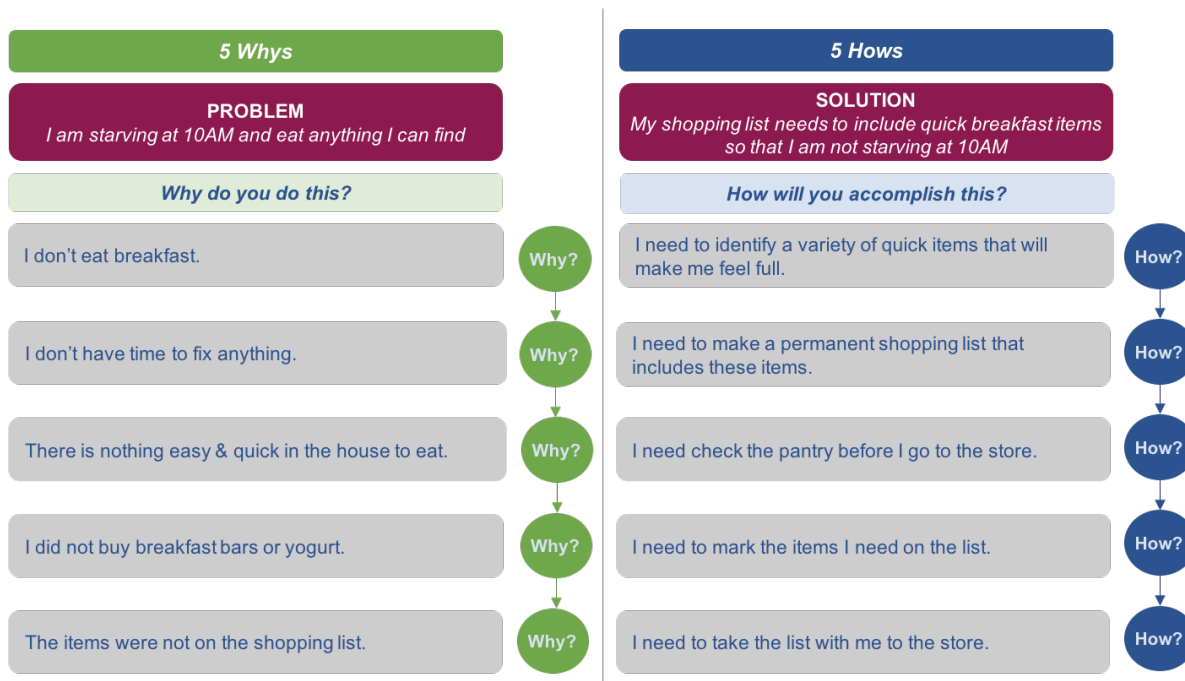 5 Whys
PROBLEM
I am starving at 10AM and eat anything I can find
Why do you do this?
I don’t eat breakfast.
Why?
I don’t have time to fix anything.
Why?
There is nothing easy & quick in the house to eat.
Why?
I did not buy breakfast bars or yogurt.
Why?
The items were not on the shopping list.
Why?
5 Hows
SOLUTION
My shopping list needs to include quick breakfast items
so that I am not starving at 10AM
How will you accomplish this?
I need to identify a variety of quick items that will
make me feel full.
How?
I need to make a permanent shopping list that
includes these items.
How?
I need check the pantry before I go to the store.
How?
I need to mark the items I need on the list.
How?
I need to take the list with me to the store.
How?